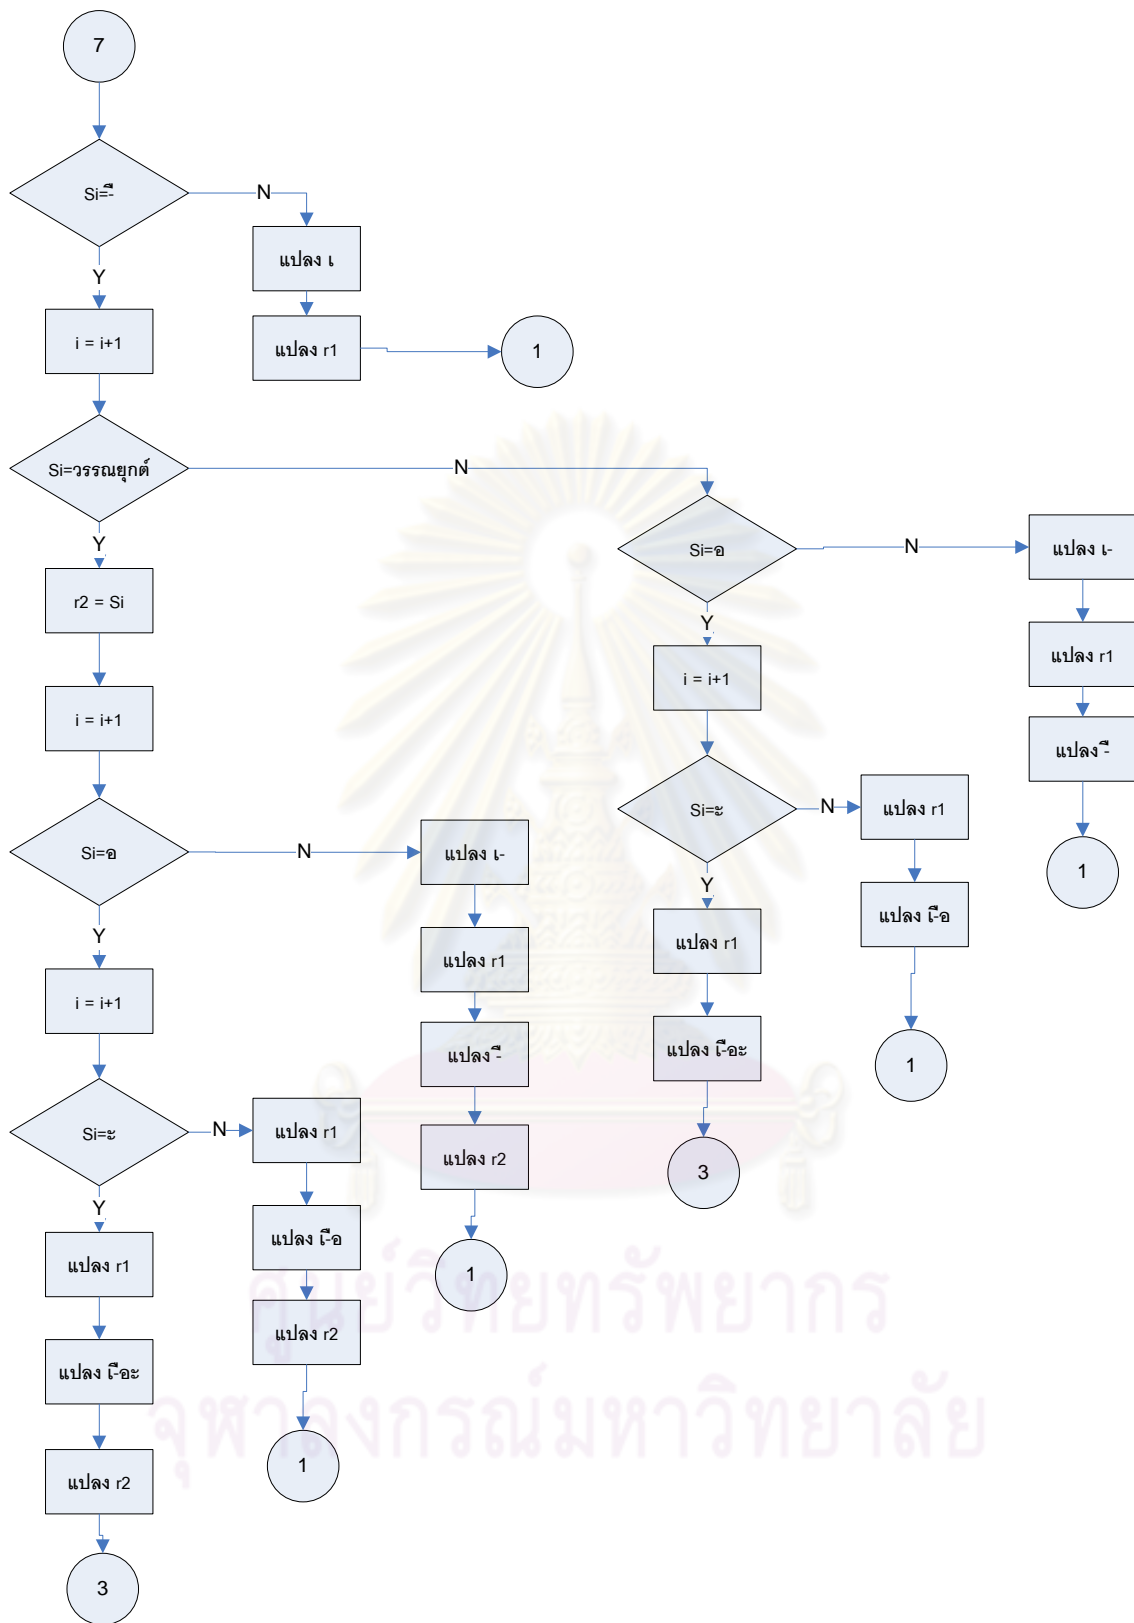 7
Si=-ื
N
แปลง เ
Y
i = i+1
แปลง r1
1
Si=วรรณยุกต์
N
Y
Si=อ
N
แปลง เ-
r2 = Si
Y
แปลง r1
i = i+1
i = i+1
แปลง -ื
Si=อ
N
แปลง เ-
Si=ะ
N
แปลง r1
1
Y
Y
แปลง r1
แปลง r1
แปลง เ-ือ
i = i+1
แปลง -ื
แปลง เ-ือะ
1
Si=ะ
N
แปลง r1
แปลง r2
3
Y
แปลง r1
แปลง เ-ือ
1
แปลง เ-ือะ
แปลง r2
แปลง r2
1
3
ศูนย์วิทยทรัพยากร
จุฬาลงกรณ์มหาวิทยาลัย